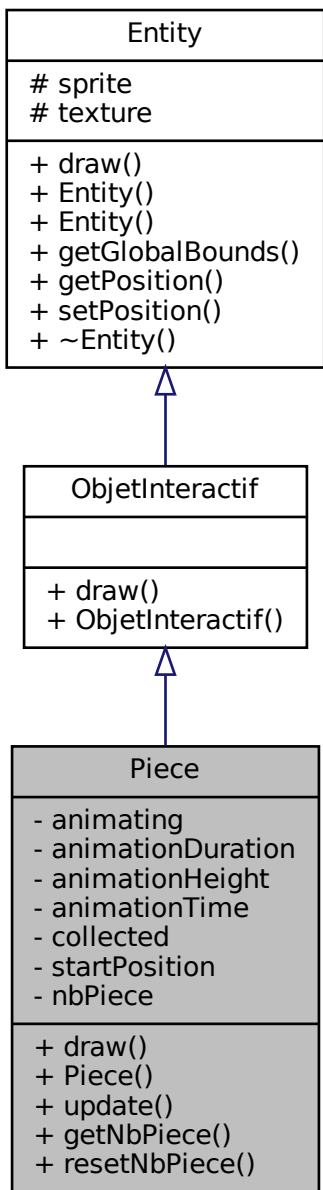 Entity
# sprite
# texture
+ draw()
+ Entity()
+ Entity()
+ getGlobalBounds()
+ getPosition()
+ setPosition()
+ ~Entity()
ObjetInteractif
+ draw()
+ ObjetInteractif()
Piece
- animating
- animationDuration
- animationHeight
- animationTime
- collected
- startPosition
- nbPiece
+ draw()
+ Piece()
+ update()
+ getNbPiece()
+ resetNbPiece()